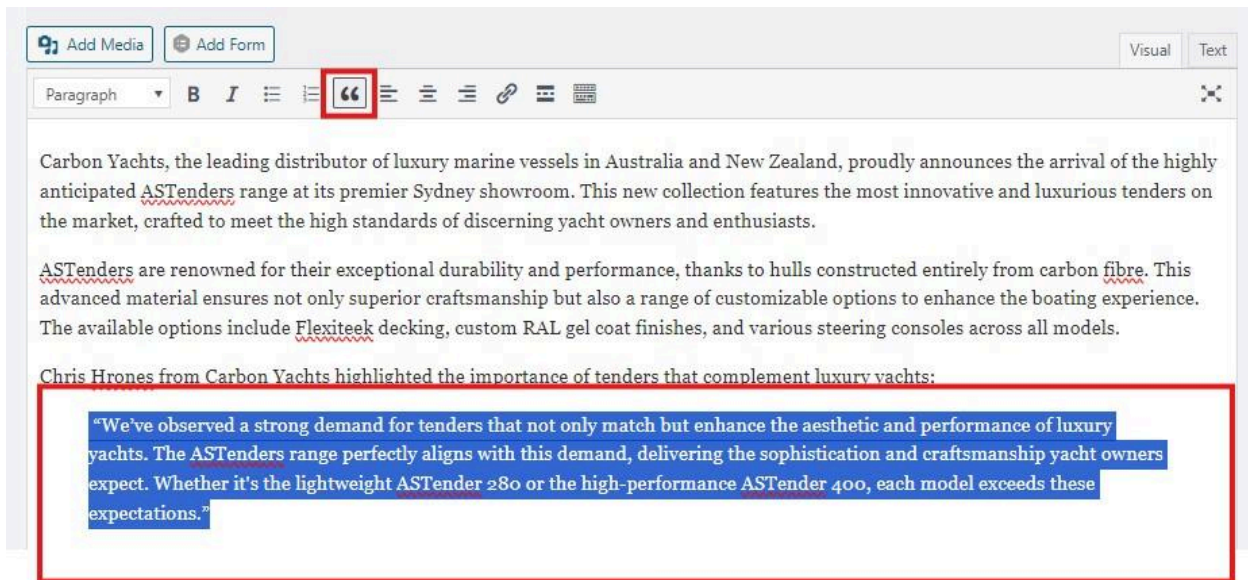 Add Media Add Form
Visual Text
Paragraph B I
Carbon Yachts, the leading distributor of luxury marine vessels in Australia and New Zealand, proudly announces the arrival of the highly
anticipated ASTenders range at its premier Sydney showroom. This new collection features the most innovative and luxurious tenders on
the market, crafted to meet the high standards of discerning yacht owners and enthusiasts.
ASTenders are renowned for their exceptional durability and performance, thanks to hulls constructed entirely from carbon fibre. This
advanced material ensures not only superior craftsmanship but also a range of customizable options to enhance the boating experience.
The available options include Flexiteek decking, custom RAL gel coat finishes, and various steering consoles across all models.
Chris Hrones from Carbon Yachts highlighted the importance of tenders that complement luxury yachts:
“We’ve observed a strong demand for tenders that not only match but enhance the aesthetic and performance of luxury
yachts. The ASTenders range perfectly aligns with this demand, delivering the sophistication and craftsmanship yacht owners
expect. Whether it's the lightweight ASTender 280 or the high-performance ASTender 400, each model exceeds these
expectations.”